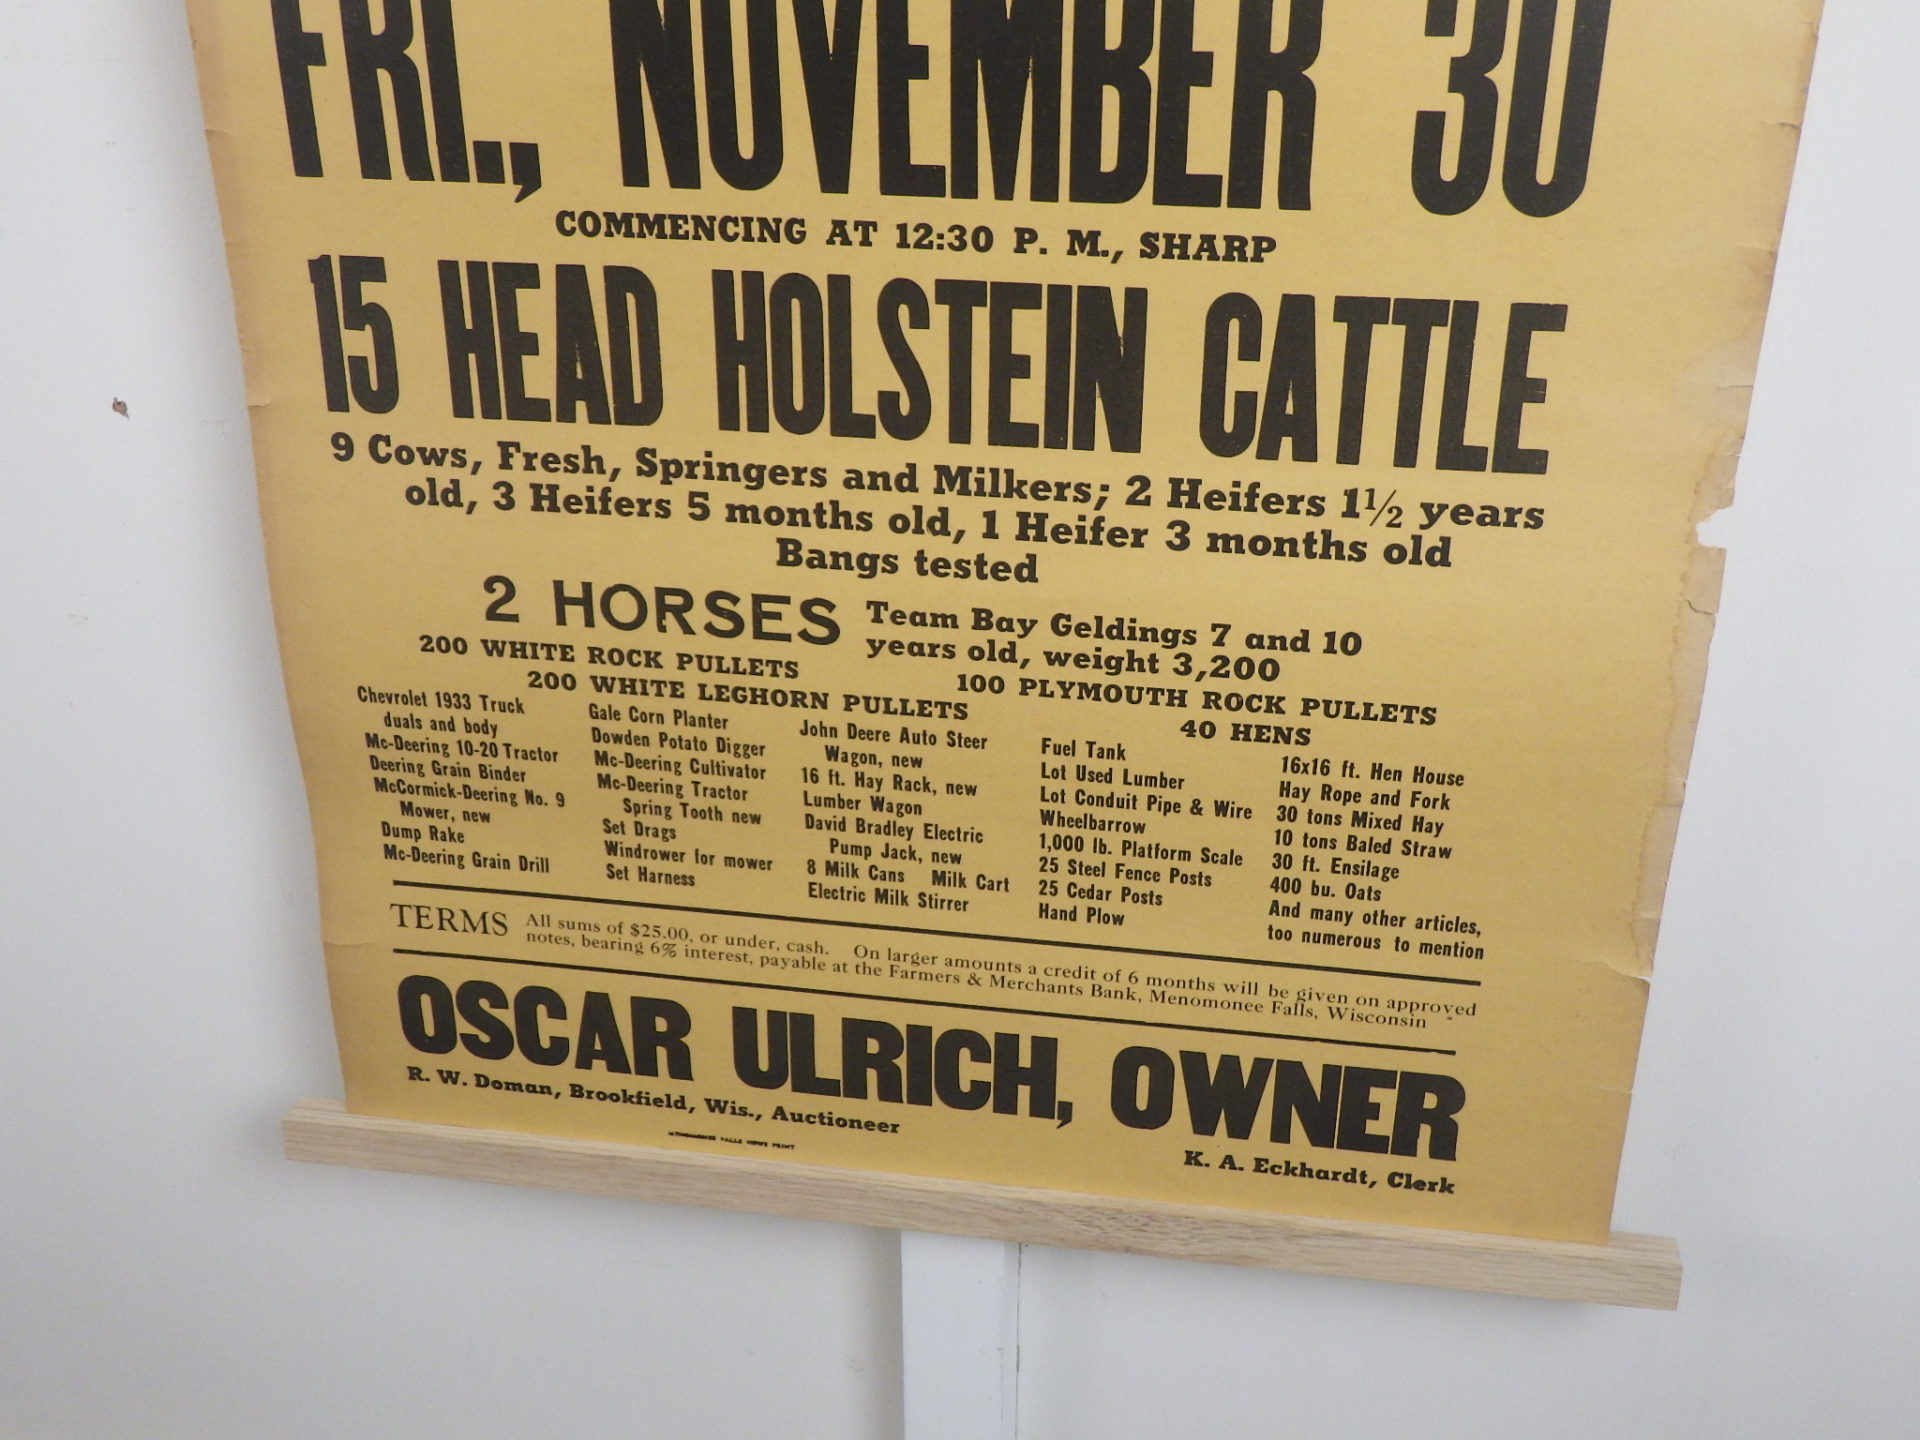 FRI., NOVEMBER 30
COMMENCING AT 12:30 P. M., SHARP
15 HEAD HOLSTEIN CATTLE
9 Cows, Fresh, Springers and Milkers; 2 Heifers 1½ years
old, 3 Heifers 5 months old, 1 Heifer 3 months old
Bangs tested
2 HORSES
Team Bay Geldings 7 and 10
years old, weight 3,200
200 WHITE ROCK PULLETS
100 PLYMOUTH ROCK PULLETS
200 WHITE LEGHORN PULLETS
40 HENS
Chevrolet 1933 Truck
duals and body
Mc-Deering 10-20 Tractor
Deering Grain Binder
McCormick-Deering No. 9
Mower, new
Dump Rake
Mc-Deering Grain Drill
Gale Corn Planter
Dowden Potato Digger
Mc-Deering Cultivator
Mc-Deering Tractor
Spring Tooth new
Set Drags
Windrower for mower
Set Harness
John Deere Auto Steer
Wagon, new
16 ft. Hay Rack, new
Lumber Wagon
David Bradley Electric
Pump Jack, new
8 Milk Cans Milk Cart
Electric Milk Stirrer
Fuel Tank
Lot Used Lumber
Lot Conduit Pipe & Wire
Wheelbarrow
1,000 lb. Platform Scale
25 Steel Fence Posts
25 Cedar Posts
Hand Plow
16x16 ft. Hen House
Hay Rope and Fork
30 tons Mixed Hay
10 tons Baled Straw
30 ft. Ensilage
400 bu. Oats
And many other articles,
too numerous to mention
TERMS
All sums of $25.00, or under, cash. On larger amounts a credit of 6 months will be given on approved
notes, bearing 6% interest, payable at the Farmers & Merchants Bank, Menomonee Falls, Wisconsin
OSCAR ULRICH, OWNER
R. W. Doman, Brookfield, Wis., Auctioneer
K. A. Eckhardt, Clerk
MENOMONEE FALLS NEWS PRINT